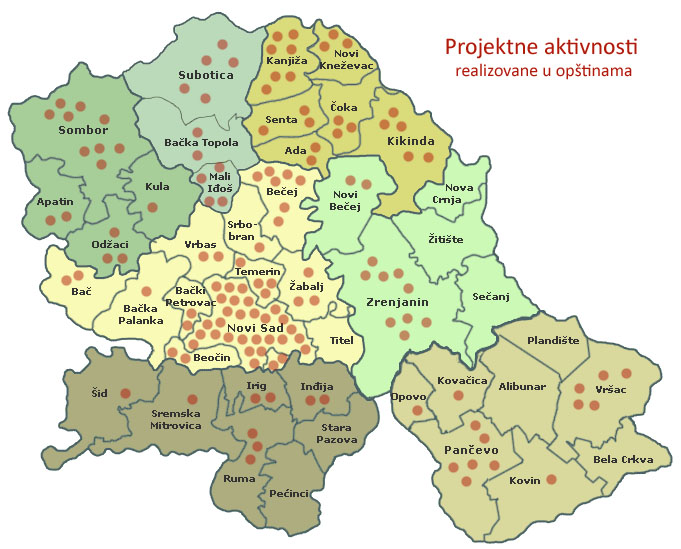 Projektne aktivnosti
realizovane u opštinama
Subotica
Kanjiža
Novi
Kneževac
Senta
Čoka
Kikinda
Ada
Sombor
Bačka Topola
Mali
Iđoš
Apatin
Kula
Odžaci
Bečej
Novi
Bečej
Nova
Crnja
Srbo-
bran
Vrbas
Žitište
Temerin
Bač
Bačka
Palanka
Bački
Petrovac
Žabalj
Zrenjanin
Sečanj
Novi Sad
Titel
Beočin
Plandište
Šid
Sremska
Mitrovica
Irig
Inđija
Opovo
Kovačica
Alibunar
Vršac
Stara
Pazova
Pančevo
Bela Crkva
Ruma
Pećinci
Kovin